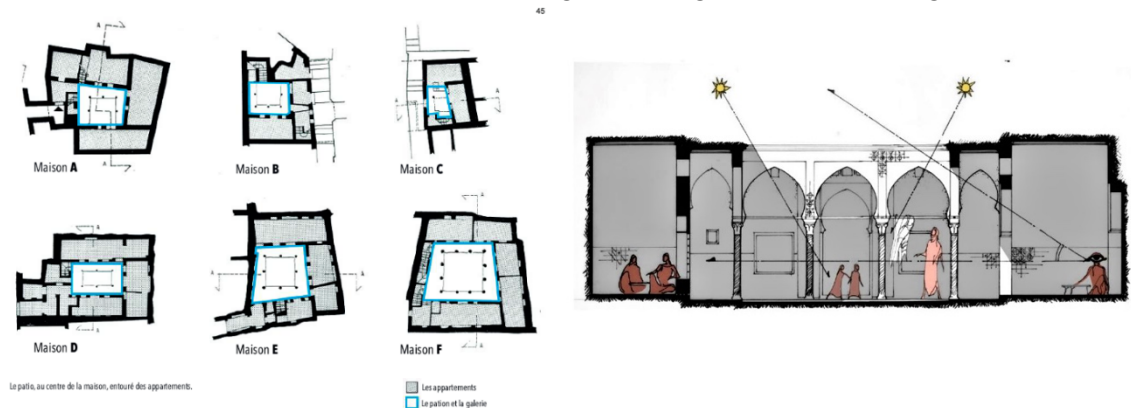 45
Maison A
Maison B
Maison C
Maison D
Maison E
Maison F
Le patio, au centre de la maison, entouré des appartements.
Les appartements
Le pation et la galerie